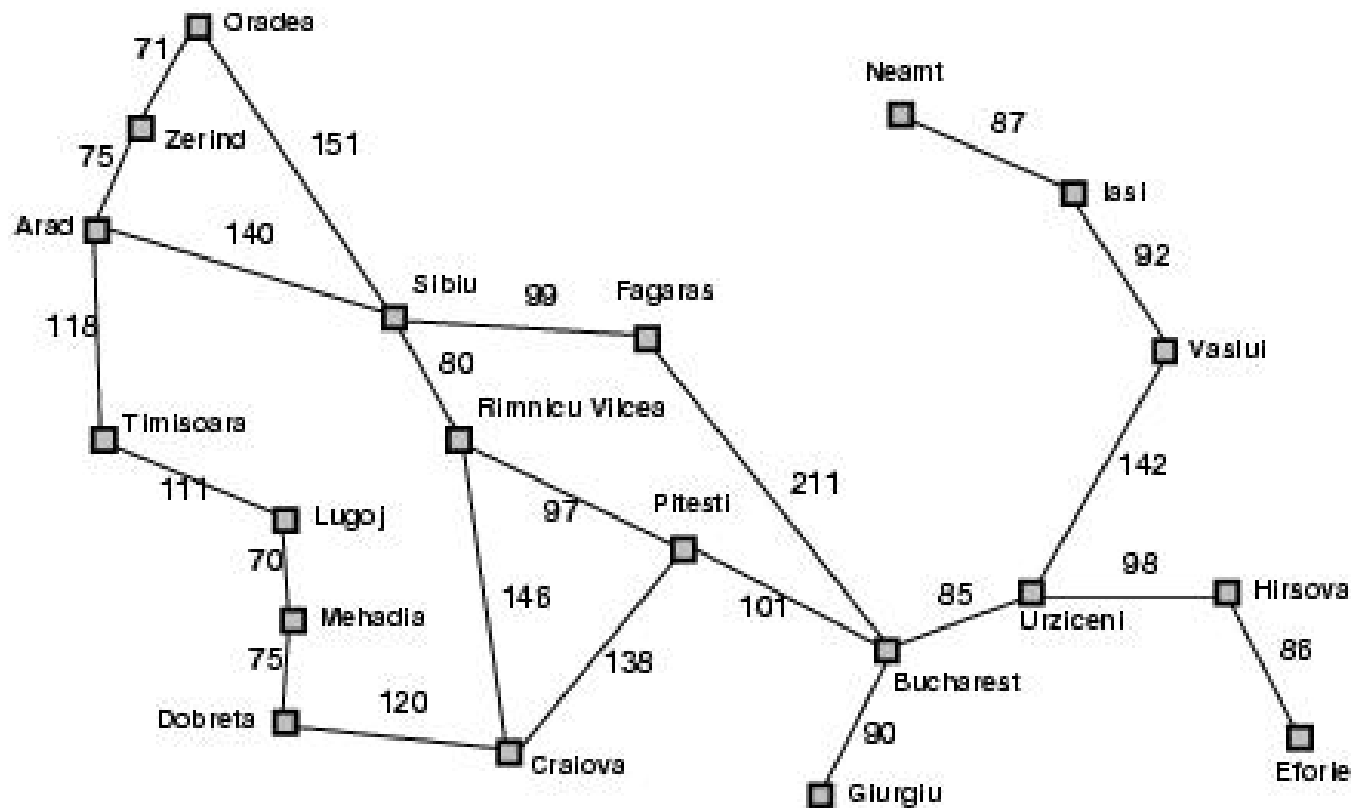 Oradea
71
Neamt
87
Zerind
151
75
Iasi
Arad
140
92
Sibiu
99
Fagaras
118
80
Vaslui
Rimnicu Vilcea
Timisoara
142
111
211
Pitesti
97
Lugoj
70
98
146
101
85
Hirsova
Mehadia
Urziceni
75
138
86
Bucharest
120
Dobreta
90
Craiova
Eforie
Giurgiu